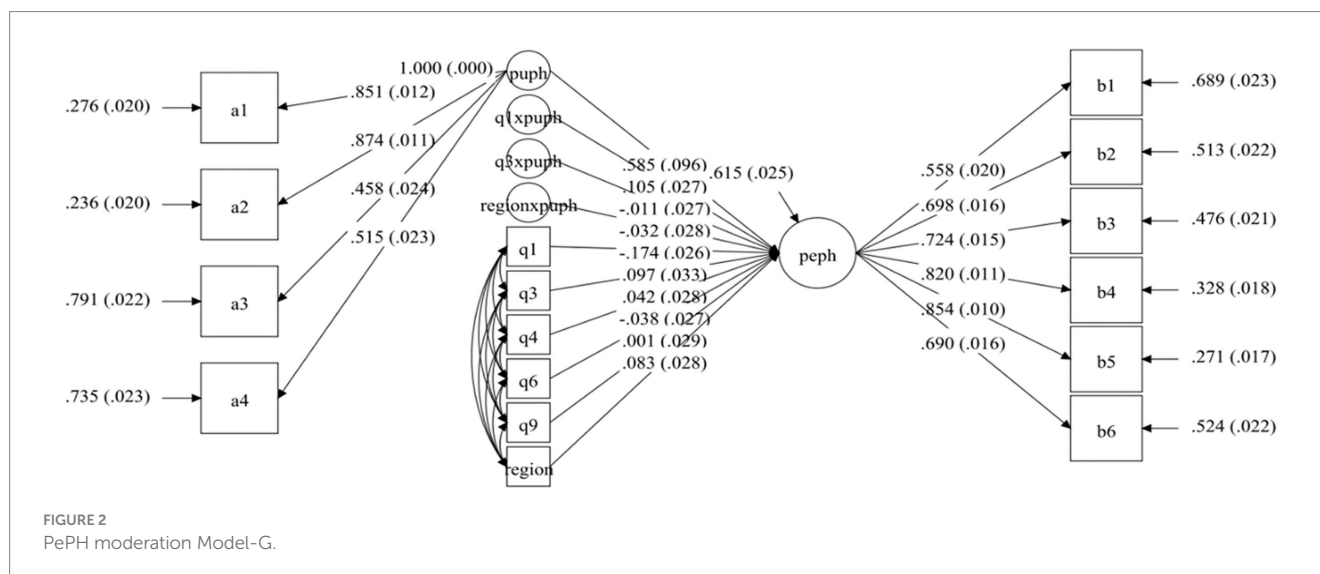 1.000 (.000)
puph
.276 (.020)
a1
.851 (.012)
q1xpuph
.874 (.011)
q3xpuph
.236 (.020)
a2
.458 (.024)
regionxpuph
.515 (.023)
q1
q3
.791 (.022)
a3
q4
q6
.735 (.023)
a4
q9
region
.585 (.096)
.105 (.027)
-.011 (.027)
-.032 (.028)
-.174 (.026)
.097 (.033)
.042 (.028)
-.038 (.027)
.001 (.029)
.083 (.028)
.615 (.025)
peph
.558 (.020)
.698 (.016)
.724 (.015)
.820 (.011)
.854 (.010)
.690 (.016)
b1
.689 (.023)
b2
.513 (.022)
b3
.476 (.021)
b4
.328 (.018)
b5
.271 (.017)
b6
.524 (.022)
FIGURE 2
PePH moderation Model-G.